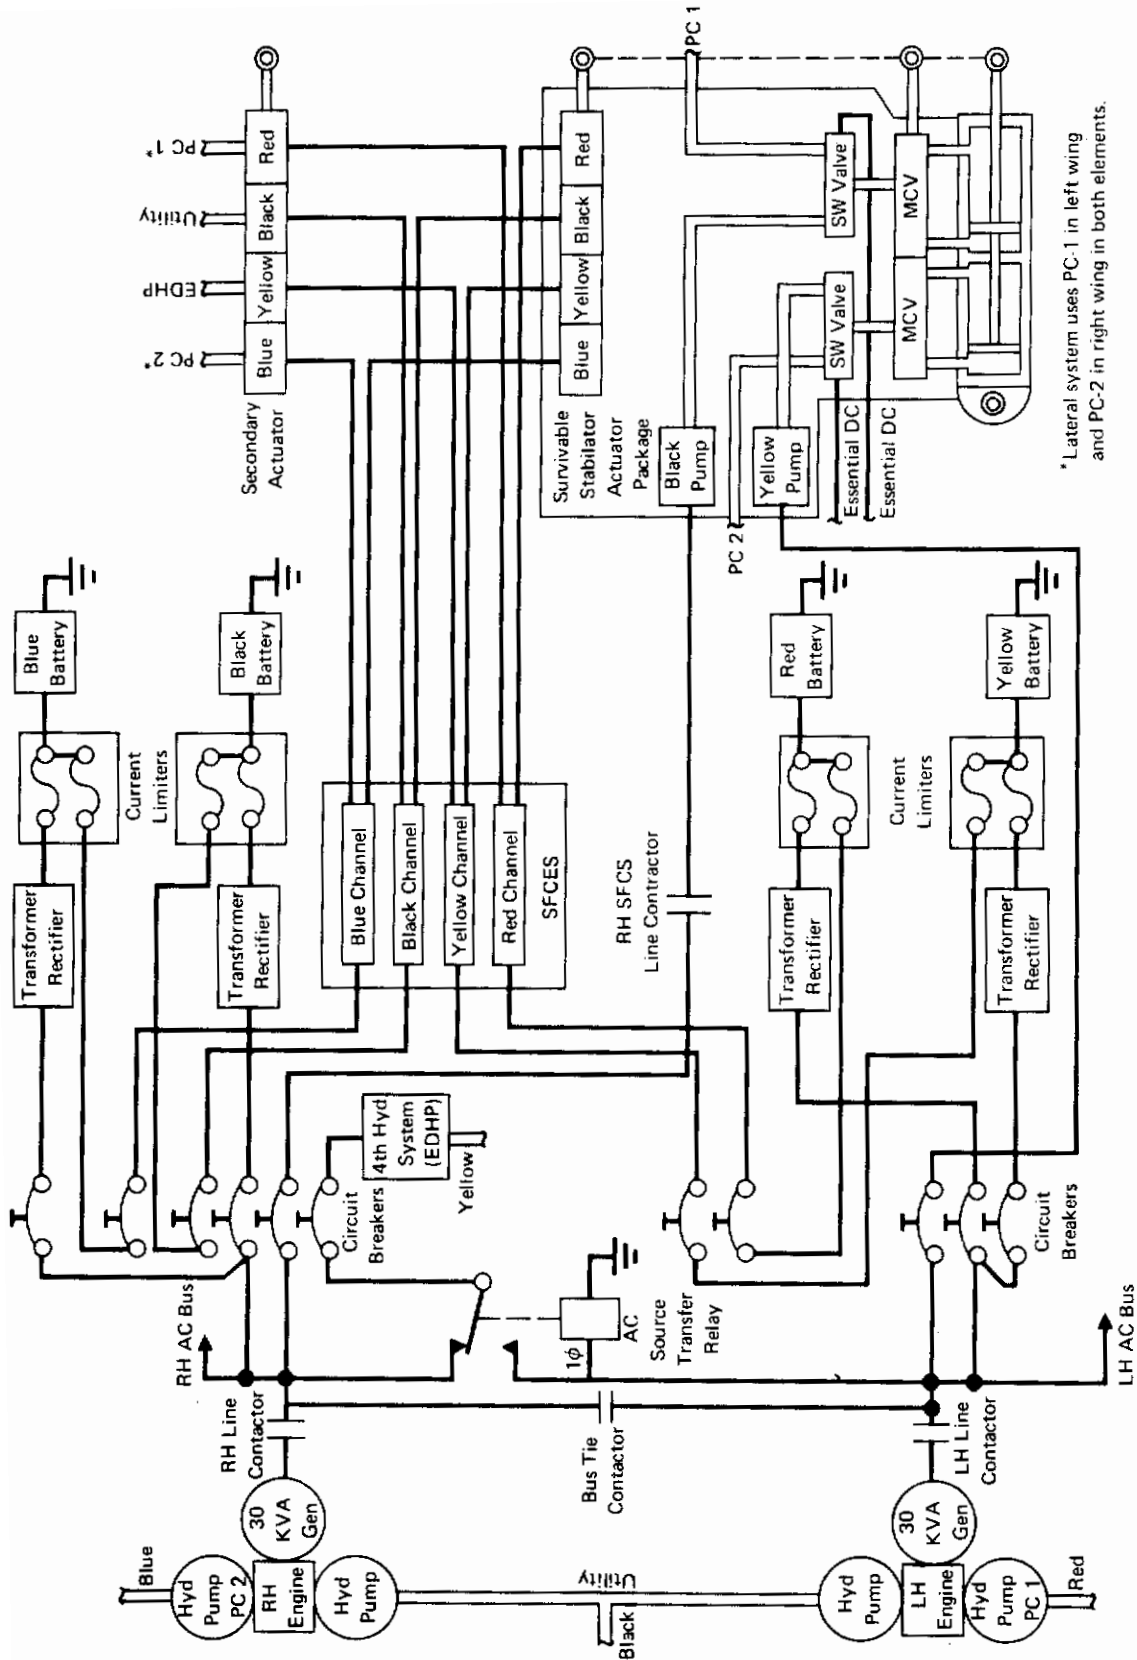 Blue
Hyd
Pump
PC 2
RH
Engine
Hyd
Pump
30
KVA
Gen
RH Line
Contactor
RH AC Bus
Utility
Black
Bus Tie
Contactor
Hyd
Pump
LH
Engine
Hyd
Pump
PC 1
Red
30
KVA
Gen
LH Line
Contactor
LH AC Bus
1ϕ
AC
Source
Transfer
Relay
Circuit
Breakers
4th Hyd
System
(EDHP)
Yellow
Circuit
Breakers
Transformer
Rectifier
Transformer
Rectifier
Current
Limiters
Blue
Battery
Black
Battery
Blue Channel
Black Channel
Yellow Channel
Red Channel
SFCES
RH SFCS
Line Contractor
Transformer
Rectifier
Transformer
Rectifier
Current
Limiters
Red
Battery
Yellow
Battery
Secondary
Actuator
Blue
Yellow
Black
Red
PC 2*
EDHP
Utility
PC 1*
Survivable
Stabilator
Actuator
Package
Blue
Yellow
Black
Red
Black
Pump
Yellow
Pump
PC 2
PC 1
Essential DC
Essential DC
SW Valve
SW Valve
MCV
MCV
* Lateral system uses PC-1 in left wing
and PC-2 in right wing in both elements.